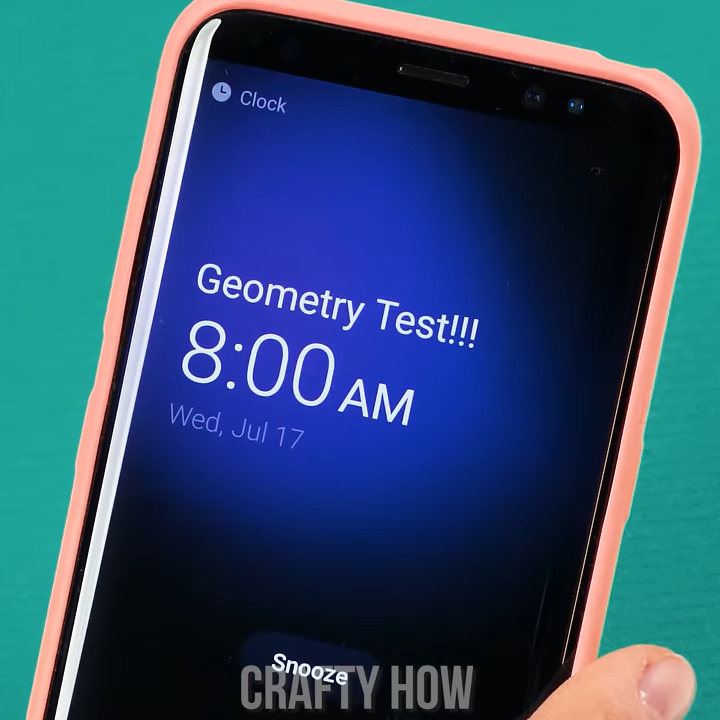 Clock
Geometry Test!!!
8:00 AM
Wed, Jul 17
Snooze
CRAFTY HOW